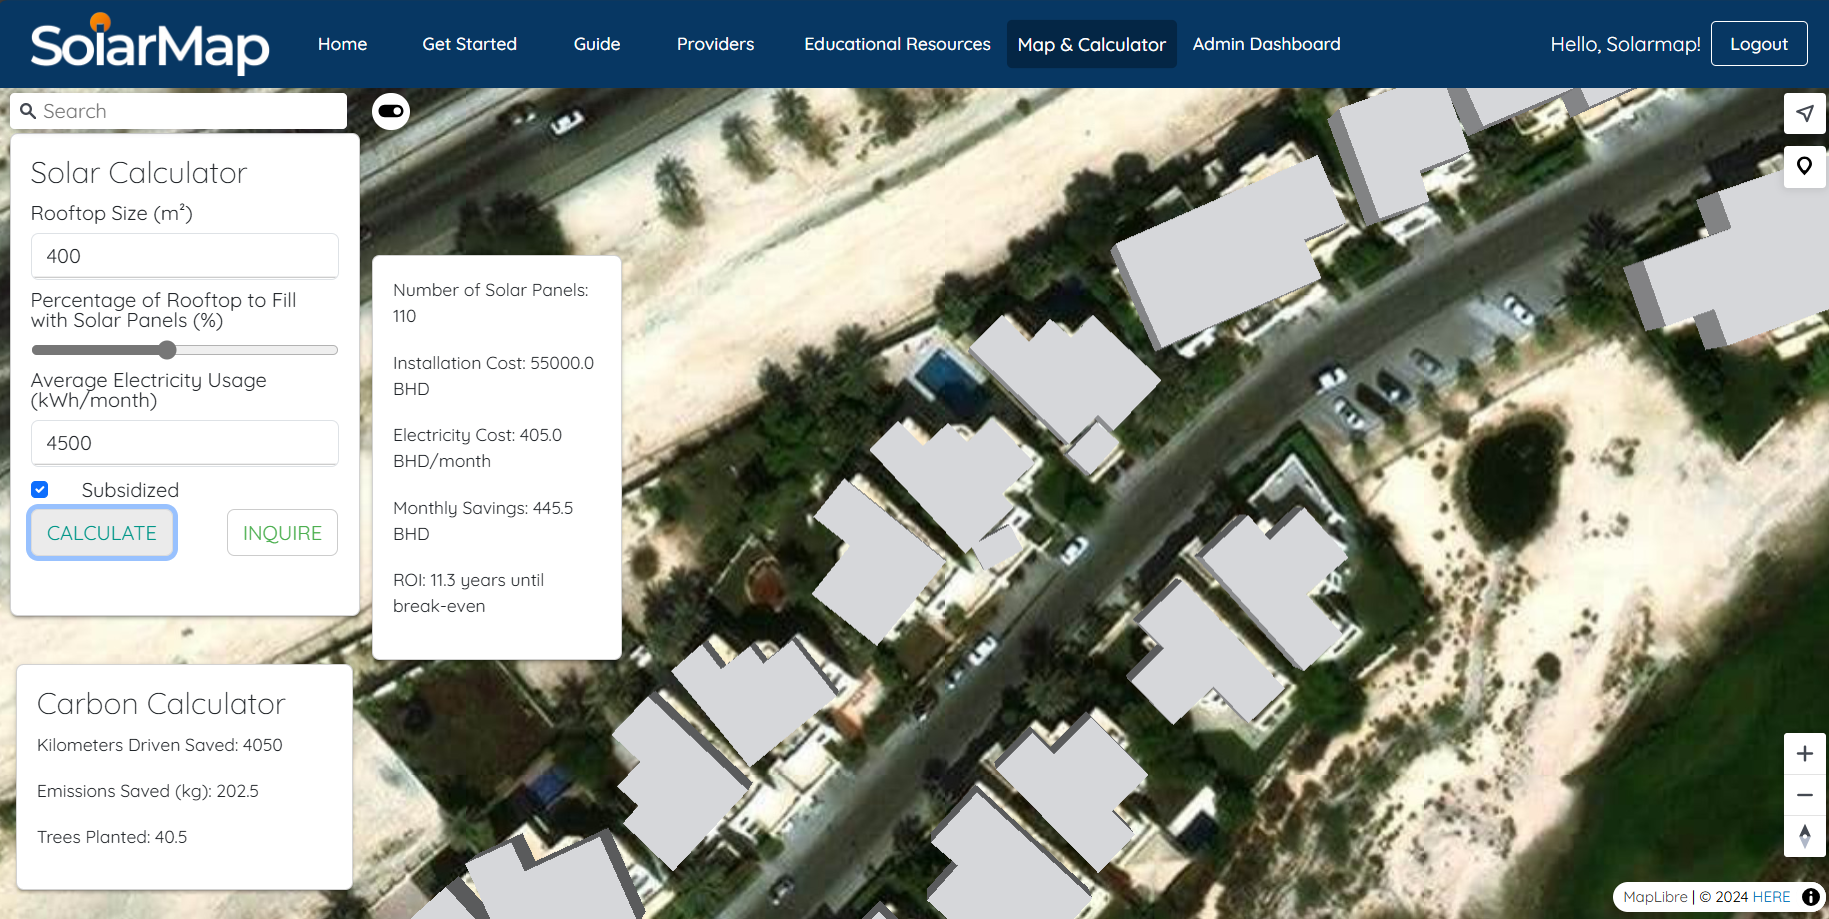 SolarMap
Home
Get Started
Guide
Providers
Educational Resources
Map & Calculator
Admin Dashboard
Hello, Solarmap!
Logout
Search
Solar Calculator
Rooftop Size (m²)
400
Percentage of Rooftop to Fill
with Solar Panels (%)
Average Electricity Usage
(kWh/month)
4500
Subsidized
CALCULATE
INQUIRE
Number of Solar Panels:
110
Installation Cost: 55000.0
BHD
Electricity Cost: 405.0
BHD/month
Monthly Savings: 445.5
BHD
ROI: 11.3 years until
break-even
Carbon Calculator
Kilometers Driven Saved: 4050
Emissions Saved (kg): 202.5
Trees Planted: 40.5
MapLibre | © 2024 HERE